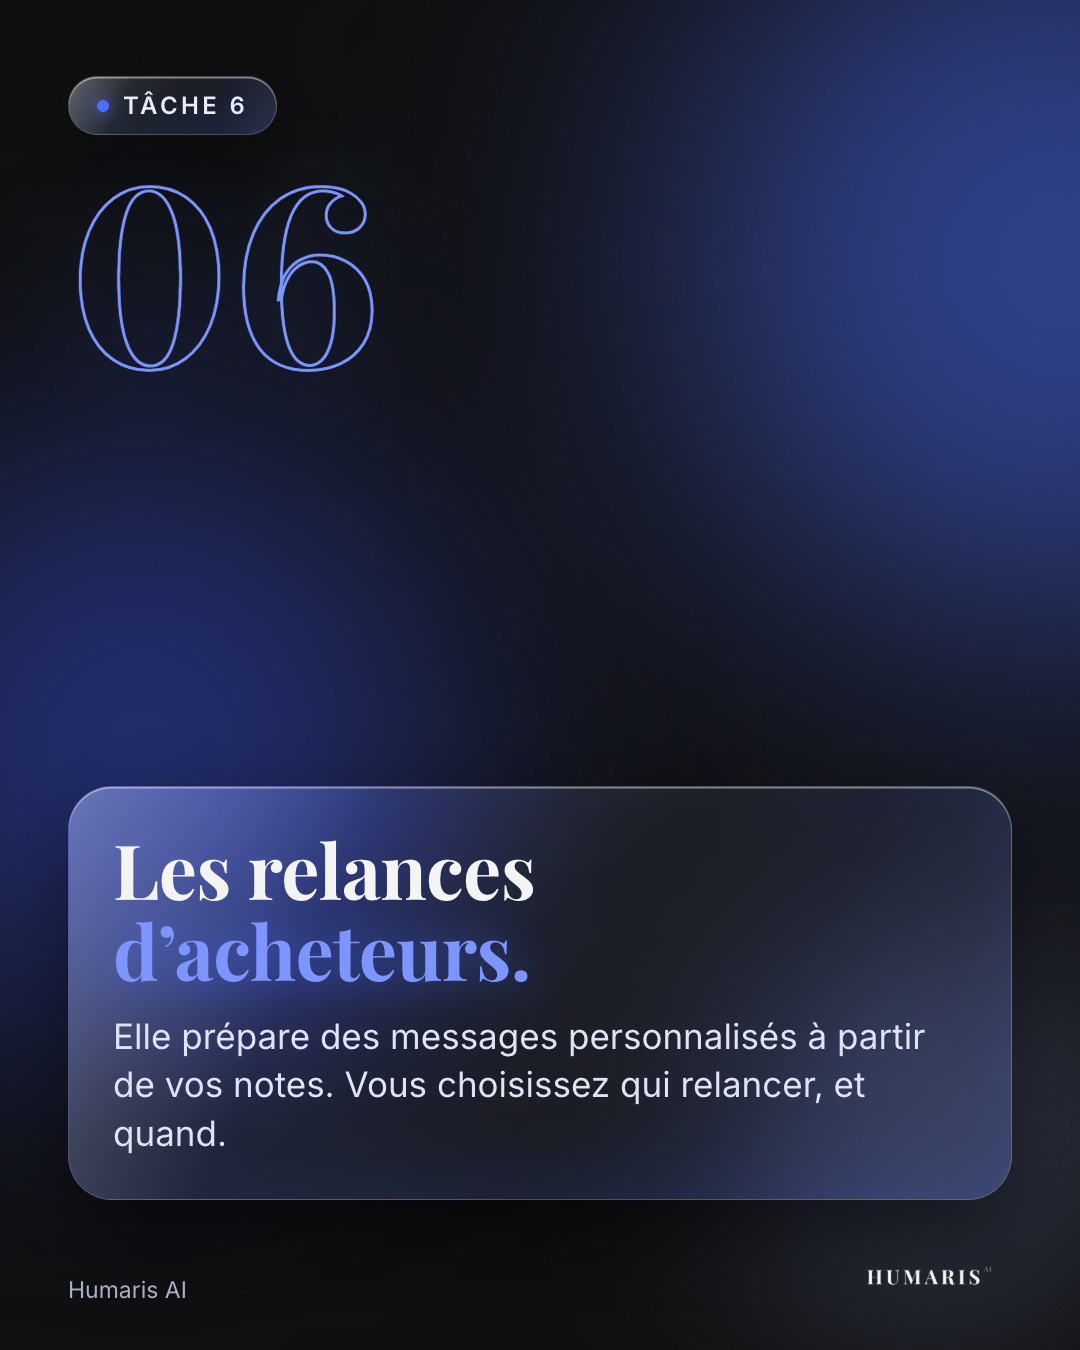 TÂCHE 6
06
Les relances
d’acheteurs.
Elle prépare des messages personnalisés à partir
de vos notes. Vous choisissez qui relancer, et
quand.
Humaris AI
HUMARIS AI